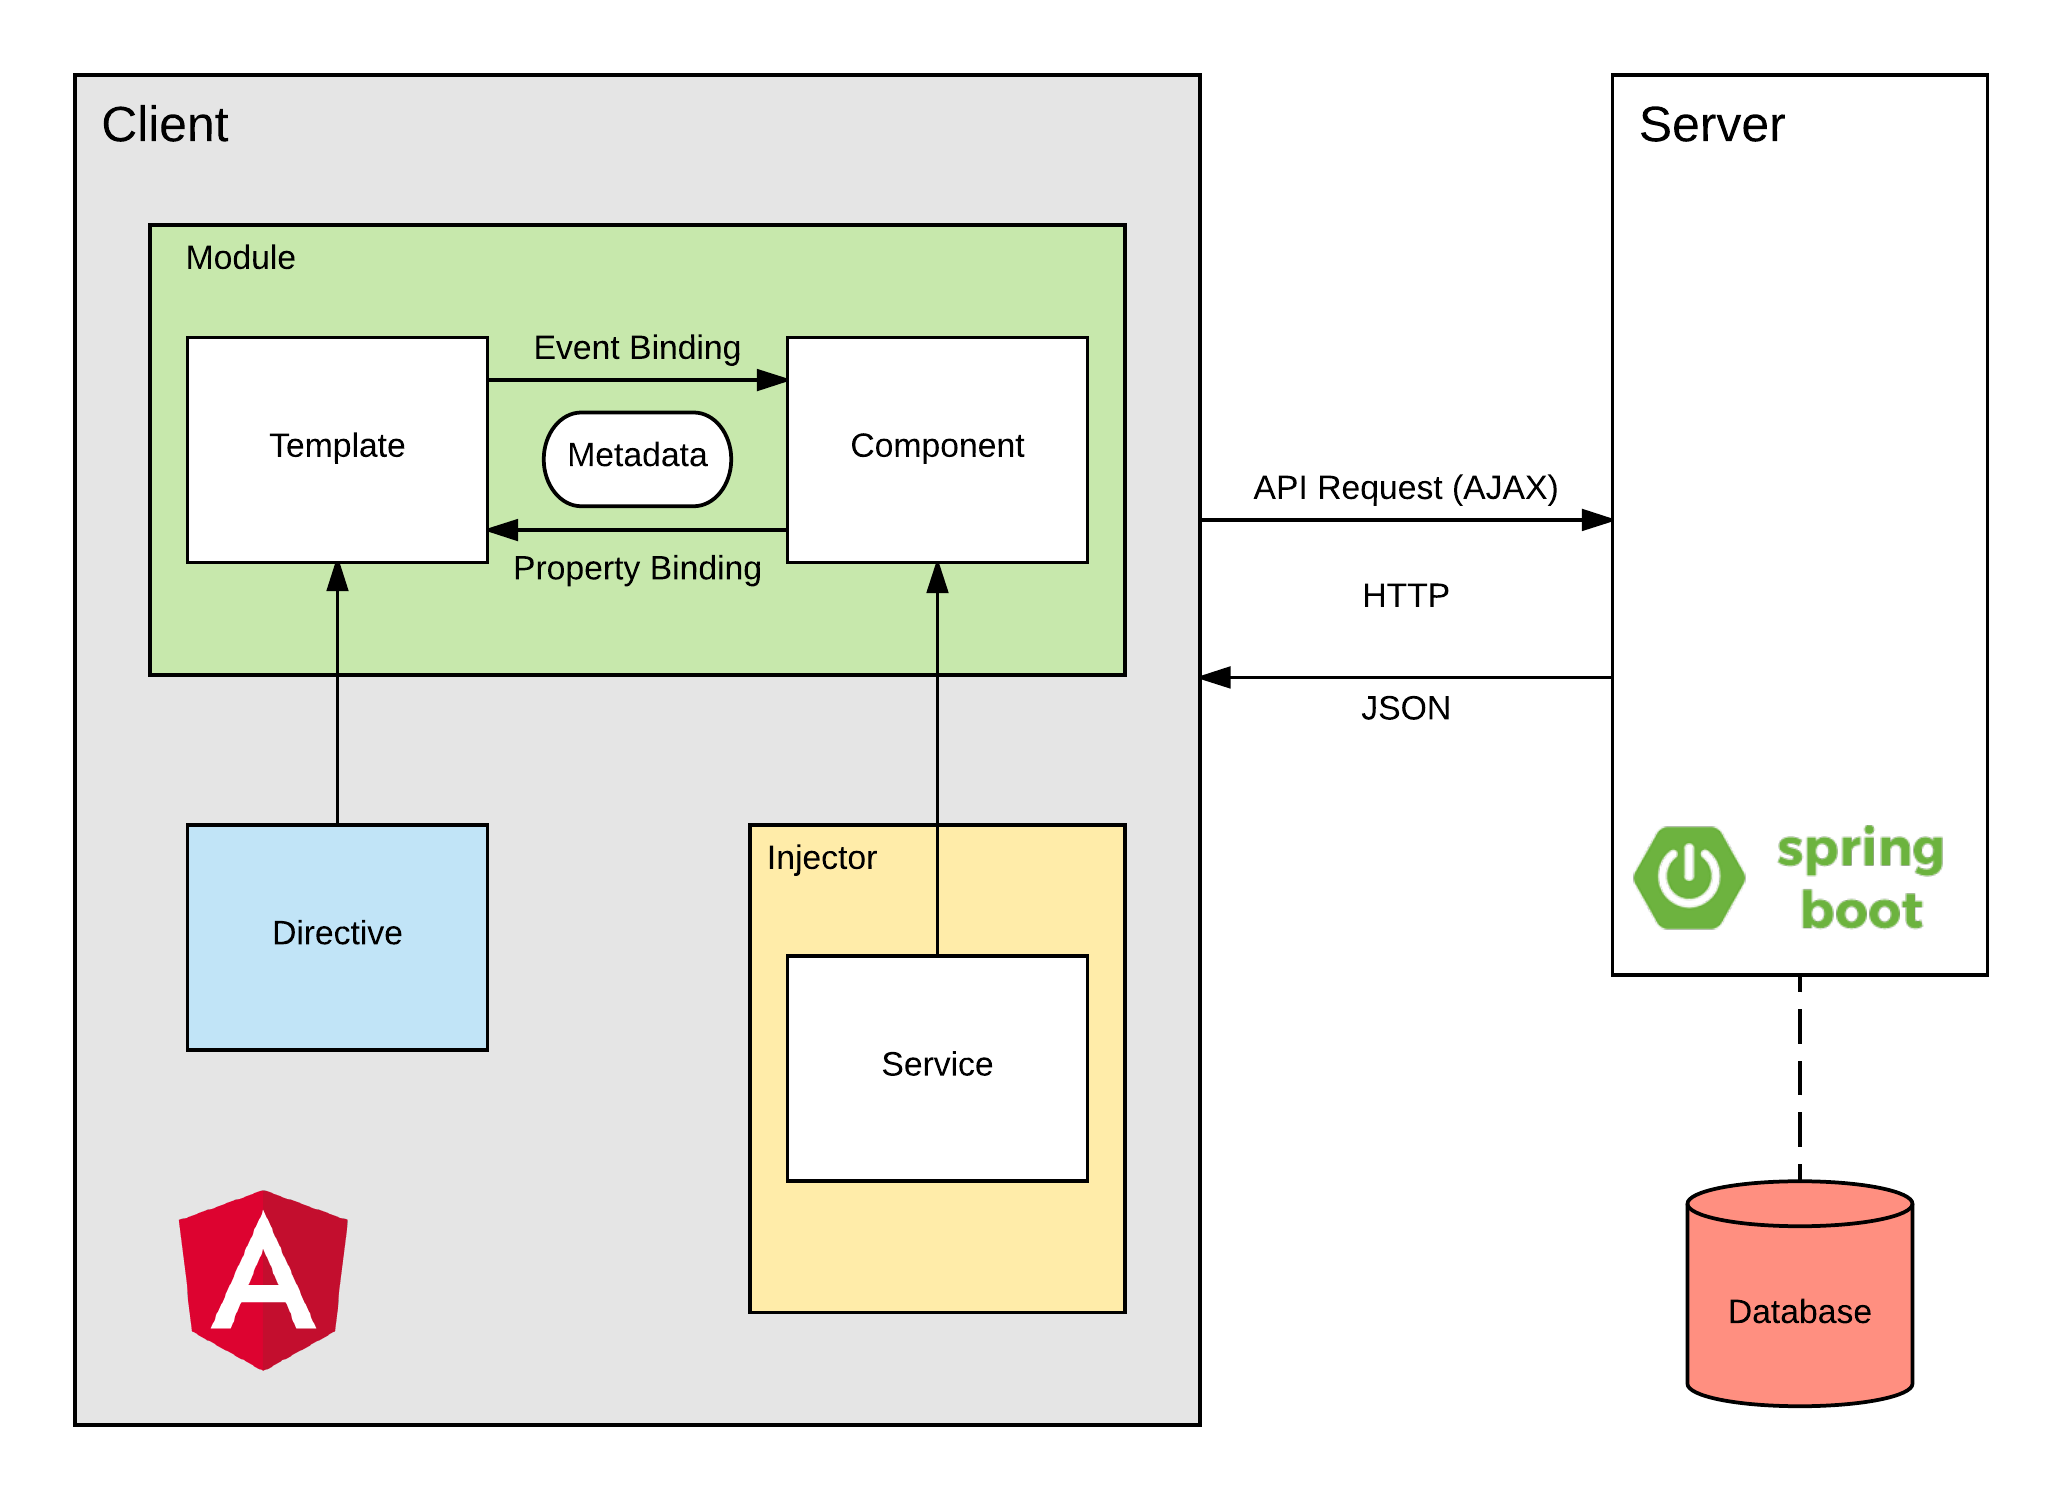 Client
Server
Module
Event Binding
Template
Metadata
Component
Property Binding
API Request (AJAX)
HTTP
JSON
Directive
Injector
Service
spring
boot
Database